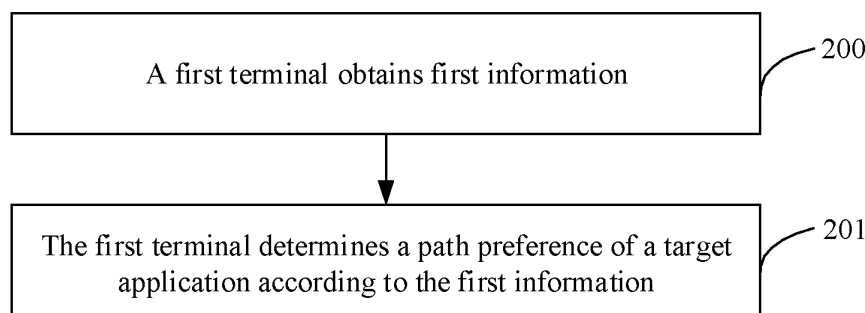 A first terminal obtains first information
200
The first terminal determines a path preference of a target
application according to the first information
201